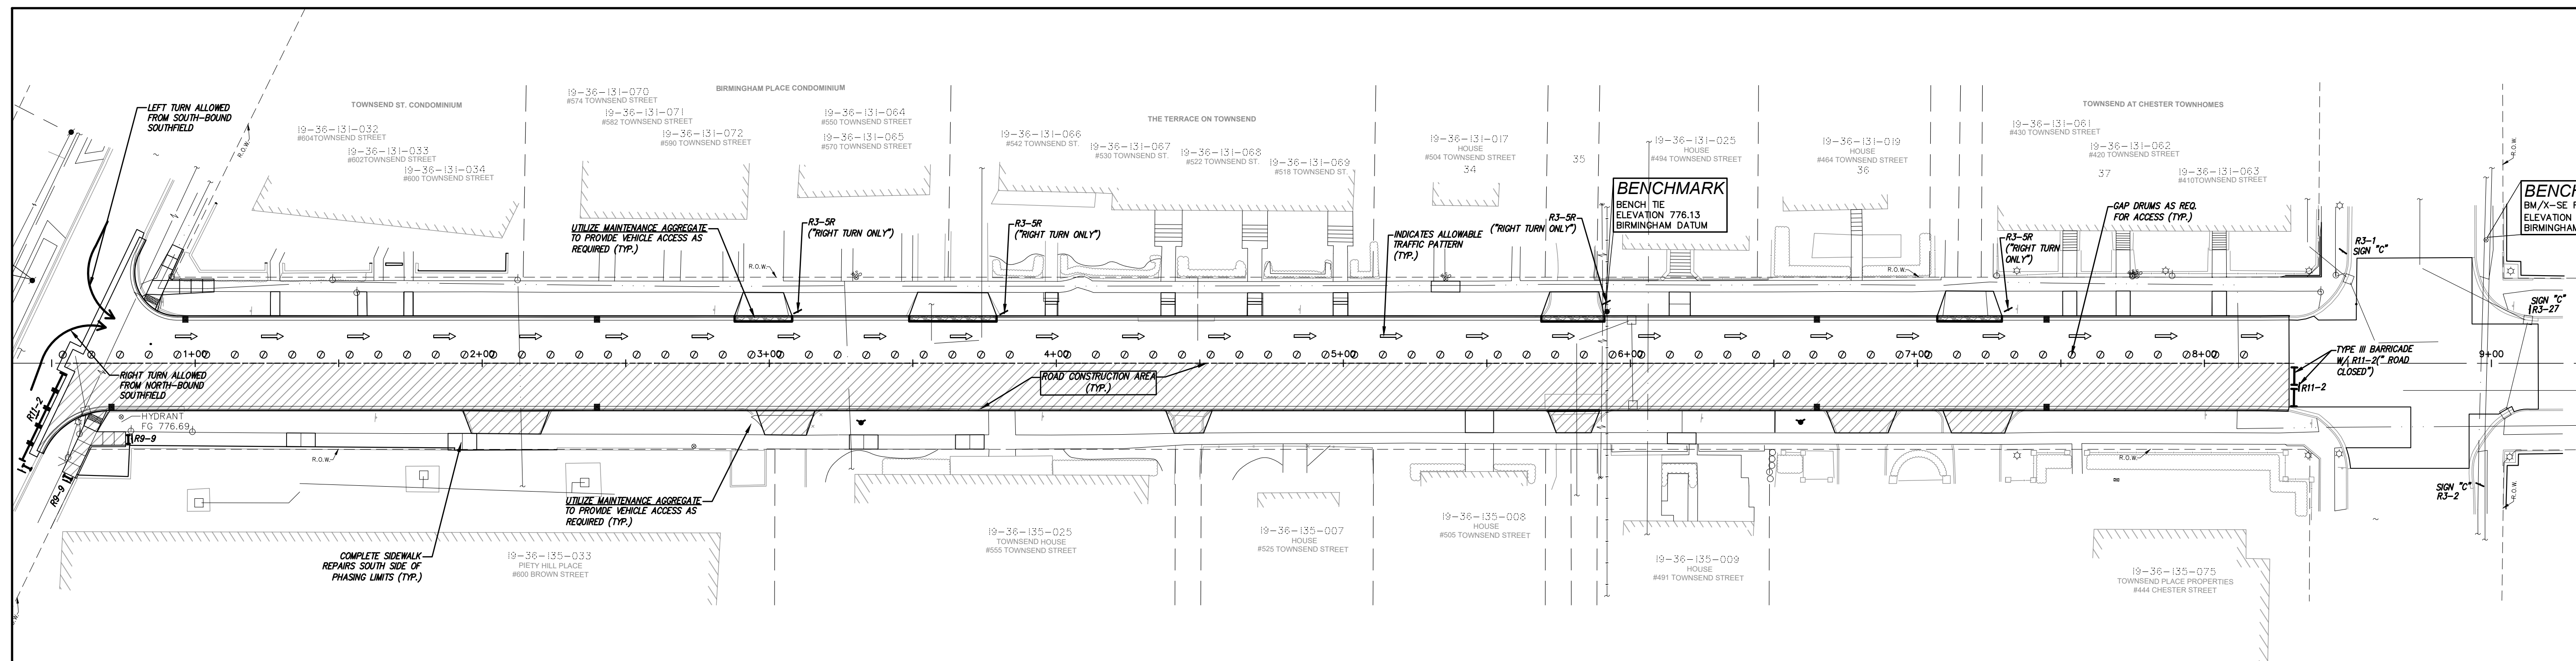 LEFT TURN ALLOWED
FROM SOUTH-BOUND
SOUTHFIELD
R.O.W.
TOWNSEND ST. CONDOMINIUM
19-36-131-032
#604TOWNSEND STREET
19-36-131-033
#602TOWNSEND STREET
19-36-131-034
#600 TOWNSEND STREET
BIRMINGHAM PLACE CONDOMINIUM
19-36-131-070
#574 TOWNSEND STREET
19-36-131-071
#582 TOWNSEND STREET
19-36-131-072
#590 TOWNSEND STREET
19-36-131-064
#550 TOWNSEND STREET
19-36-131-065
#570 TOWNSEND STREET
THE TERRACE ON TOWNSEND
19-36-131-066
#542 TOWNSEND ST.
19-36-131-067
#530 TOWNSEND ST.
19-36-131-068
#522 TOWNSEND ST.
19-36-131-069
#518 TOWNSEND ST.
19-36-131-017
HOUSE
#504 TOWNSEND STREET
34
35
19-36-131-025
HOUSE
#494 TOWNSEND STREET
19-36-131-019
HOUSE
#464 TOWNSEND STREET
36
TOWNSEND AT CHESTER TOWNHOMES
19-36-131-061
#430 TOWNSEND STREET
19-36-131-062
#420 TOWNSEND STREET
37
19-36-131-063
#410TOWNSEND STREET
R.O.W.
BENCHMARK
BENCH TIE
ELEVATION 776.13
BIRMINGHAM DATUM
BENCH
BM/X-SE
ELEVATION
BIRMINGHAM
UTILIZE MAINTENANCE AGGREGATE
TO PROVIDE VEHICLE ACCESS AS
REQUIRED (TYP.)
R3-5R
("RIGHT TURN ONLY")
R3-5R
("RIGHT TURN ONLY")
INDICATES ALLOWABLE
TRAFFIC PATTERN
(TYP.)
R3-5R
("RIGHT TURN ONLY")
R3-5R
("RIGHT TURN
ONLY")
GAP DRUMS AS REQ.
FOR ACCESS (TYP.)
R3-1
SIGN "C"
SIGN "C"
R3-27
R.O.W.
R.O.W.
1+00
2+00
3+00
4+00
5+00
6+00
7+00
8+00
9+00
RIGHT TURN ALLOWED
FROM NORTH-BOUND
SOUTHFIELD
ROAD CONSTRUCTION AREA
(TYP.)
TYPE III BARRICADE
W/ R11-2(" ROAD
CLOSED")
R11-2
R11-2
HYDRANT
FG 776.69
R9-9
R9-9
R.O.W.
R.O.W.
R.O.W.
R.O.W.
SIGN "C"
R3-2
UTILIZE MAINTENANCE AGGREGATE
TO PROVIDE VEHICLE ACCESS AS
REQUIRED (TYP.)
COMPLETE SIDEWALK
REPAIRS SOUTH SIDE OF
PHASING LIMITS (TYP.)
19-36-135-033
PIETY HILL PLACE
#600 BROWN STREET
19-36-135-025
TOWNSEND HOUSE
#555 TOWNSEND STREET
19-36-135-007
HOUSE
#525 TOWNSEND STREET
19-36-135-008
HOUSE
#505 TOWNSEND STREET
19-36-135-009
HOUSE
#491 TOWNSEND STREET
19-36-135-075
TOWNSEND PLACE PROPERTIES
#444 CHESTER STREET